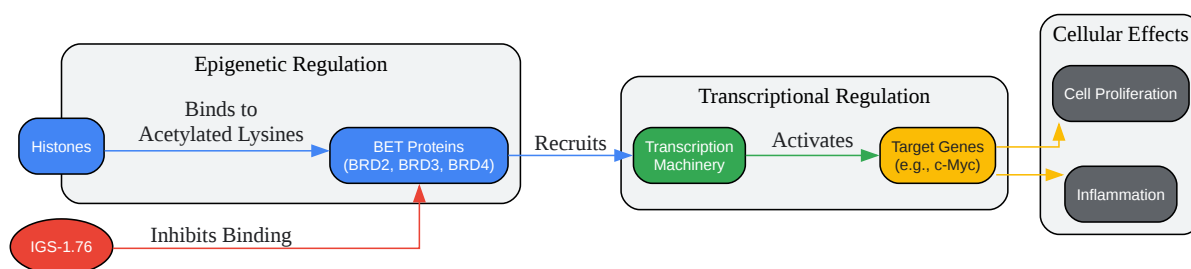 Cellular Effects
Epigenetic Regulation
Transcriptional Regulation
Cell Proliferation
Binds to
Acetylated Lysines
Histones
BET Proteins
(BRD2, BRD3, BRD4)
Recruits
Transcription
Machinery
Activates
Target Genes
(e.g., c-Myc)
Inflammation
IGS-1.76
Inhibits Binding